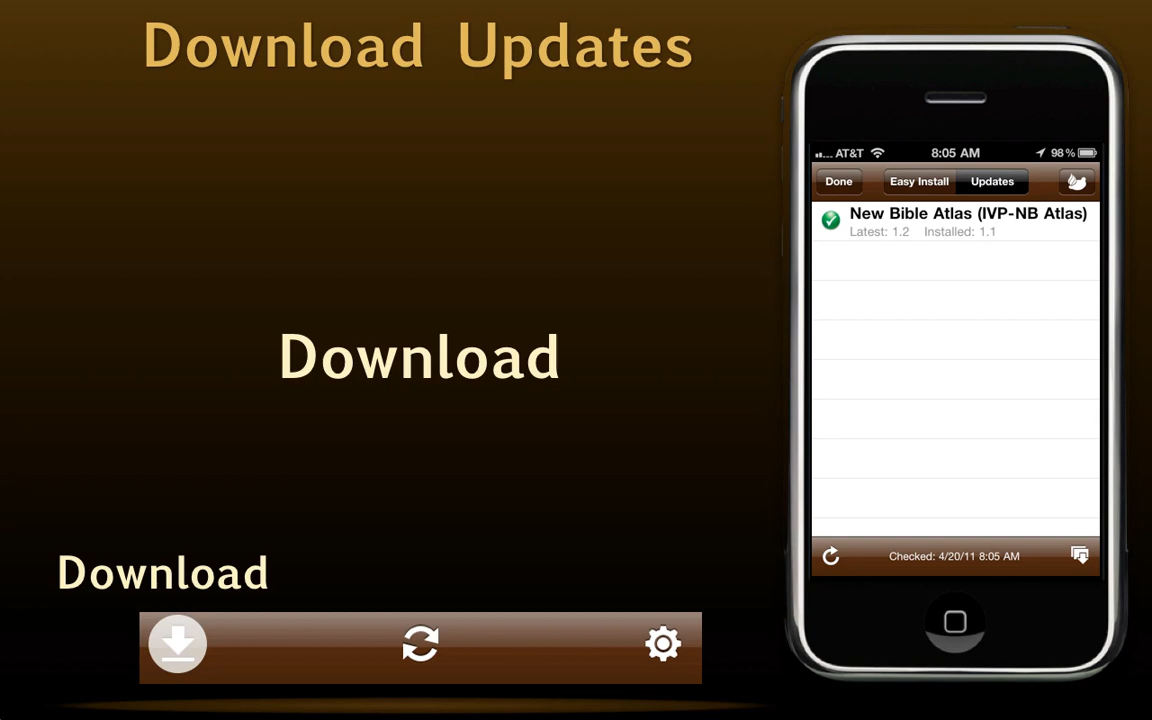 Download Updates
AT&T 8:05 AM 98%
Done Easy Install Updates
New Bible Atlas (IVP-NB Atlas)
Latest: 1.2 Installed: 1.1
Download
Checked: 4/20/11 8:05 AM
Download